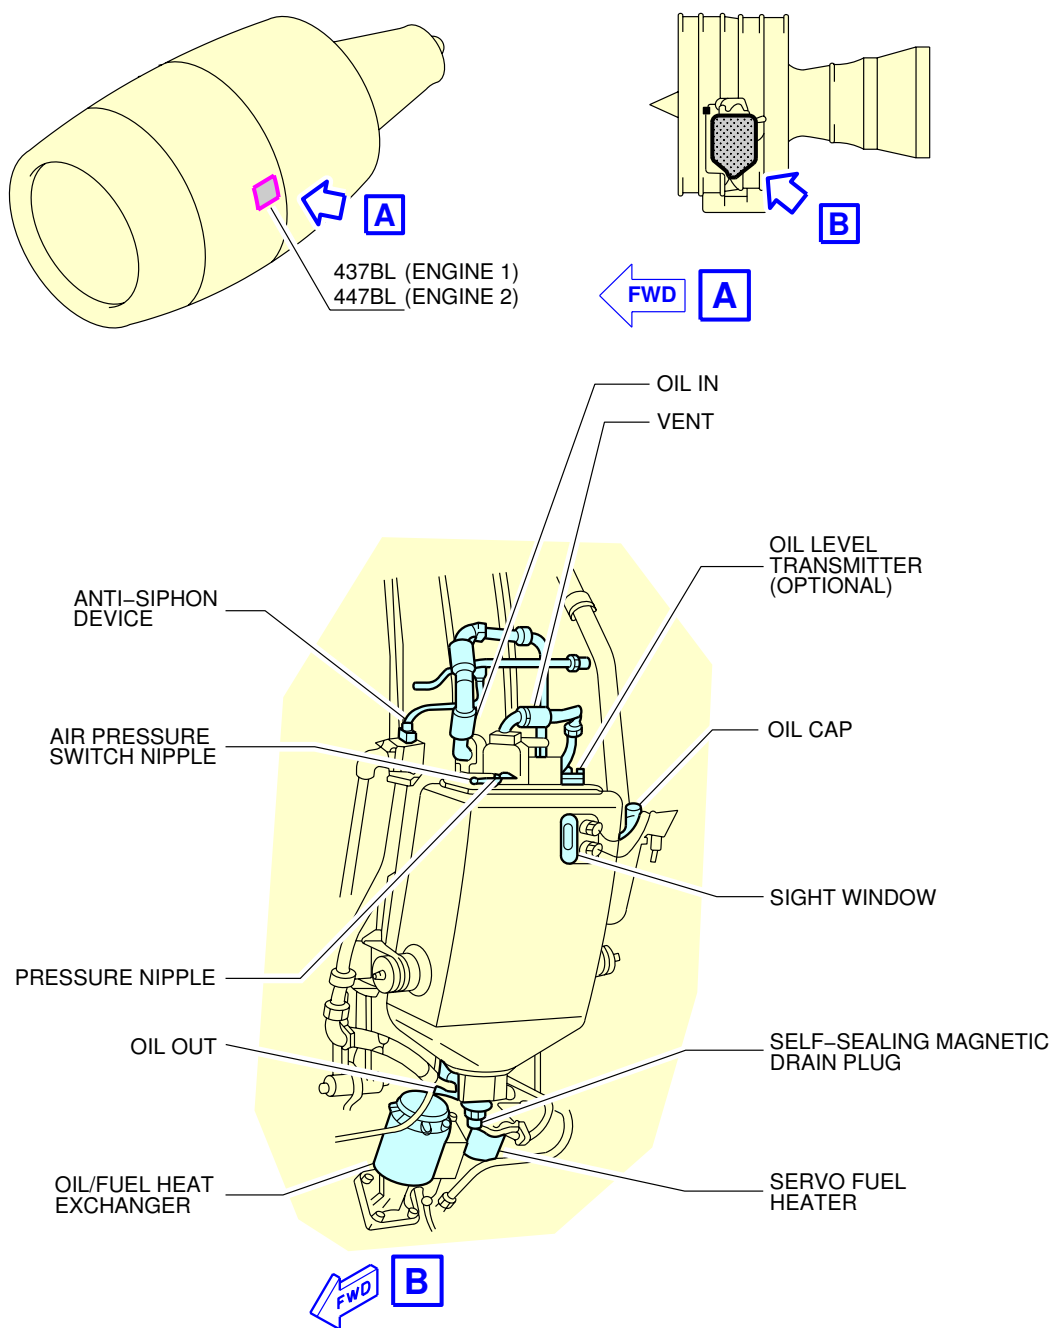 A
437BL (ENGINE 1)
447BL (ENGINE 2)
B
FWD
A
OIL IN
VENT
OIL LEVEL
TRANSMITTER
(OPTIONAL)
ANTI–SIPHON
DEVICE
AIR PRESSURE
SWITCH NIPPLE
OIL CAP
SIGHT WINDOW
PRESSURE NIPPLE
OIL OUT
SELF–SEALING MAGNETIC
DRAIN PLUG
OIL/FUEL HEAT
EXCHANGER
SERVO FUEL
HEATER
FWD
B